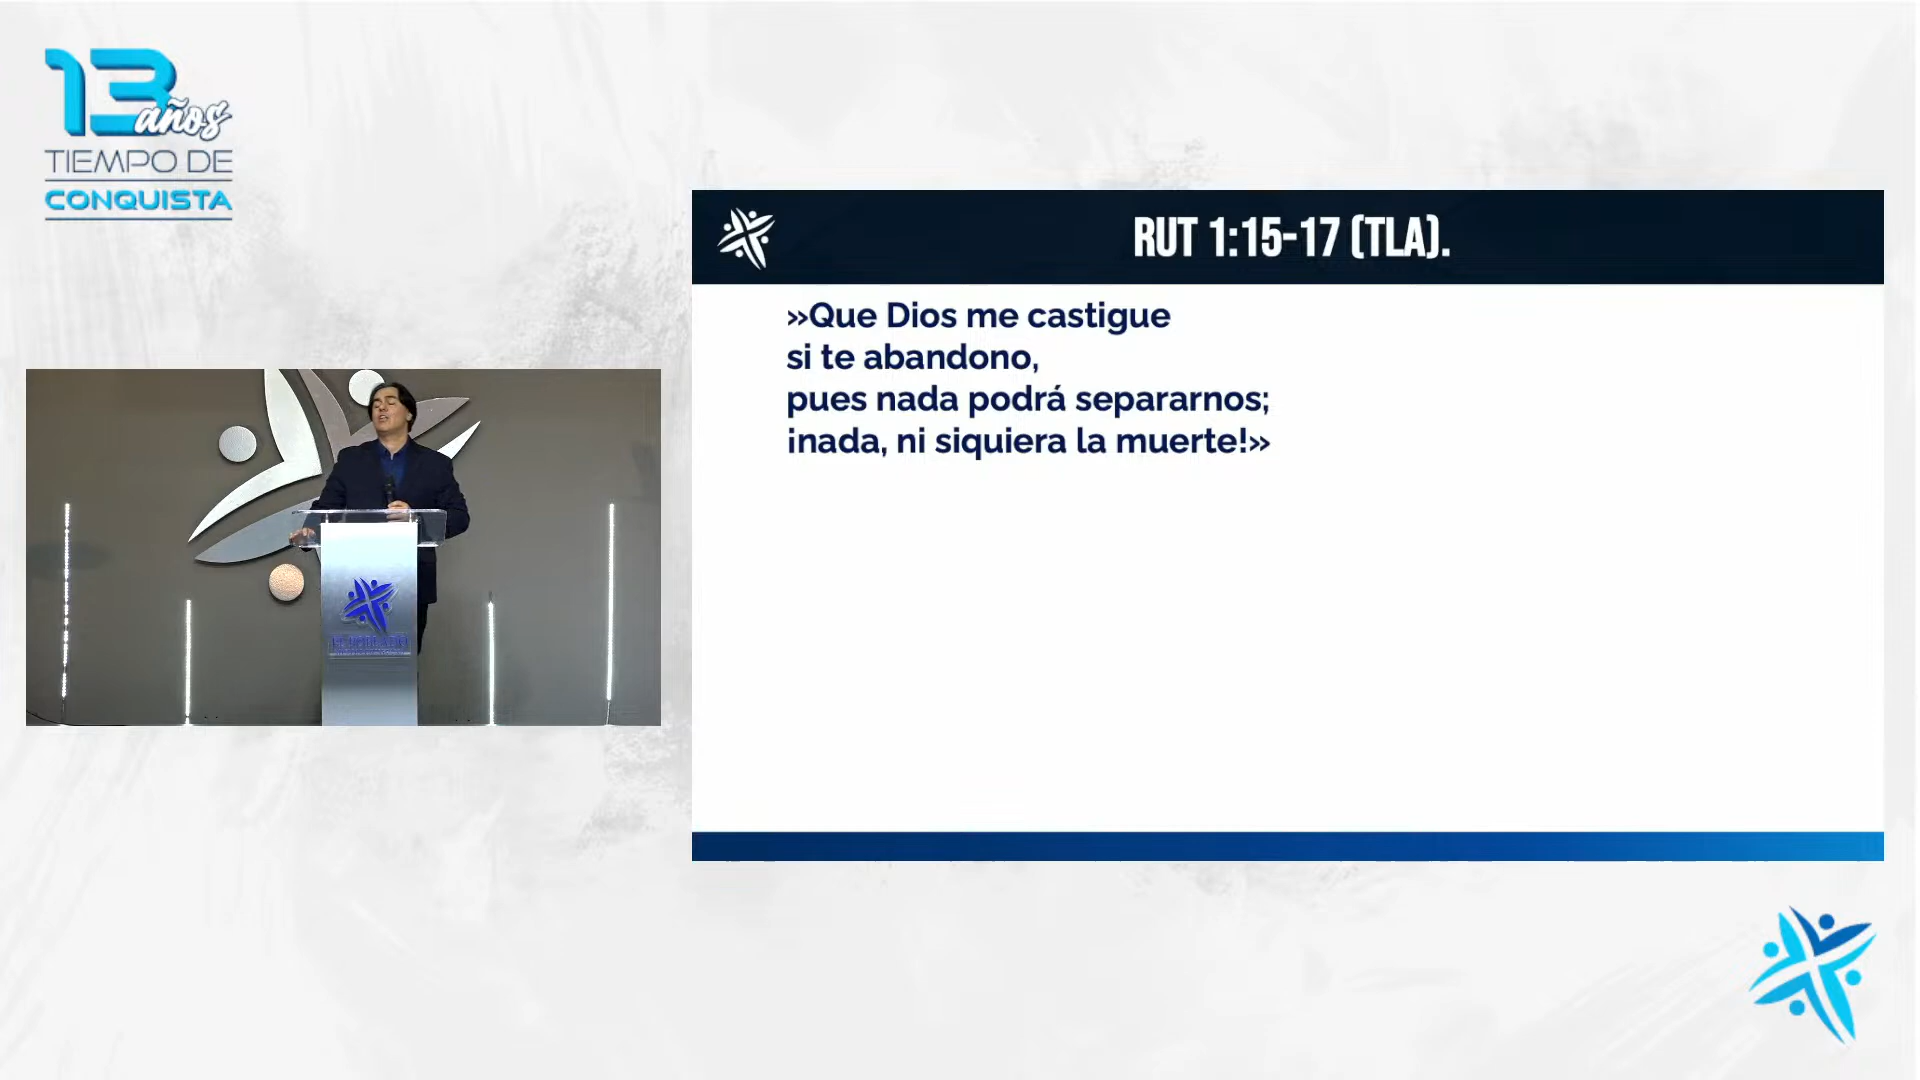 13
años
TIEMPO DE
CONQUISTA
RUT 1:15-17 (TLA).
»Que Dios me castigue
si te abandono,
pues nada podrá separarnos;
¡nada, ni siquiera la muerte!»